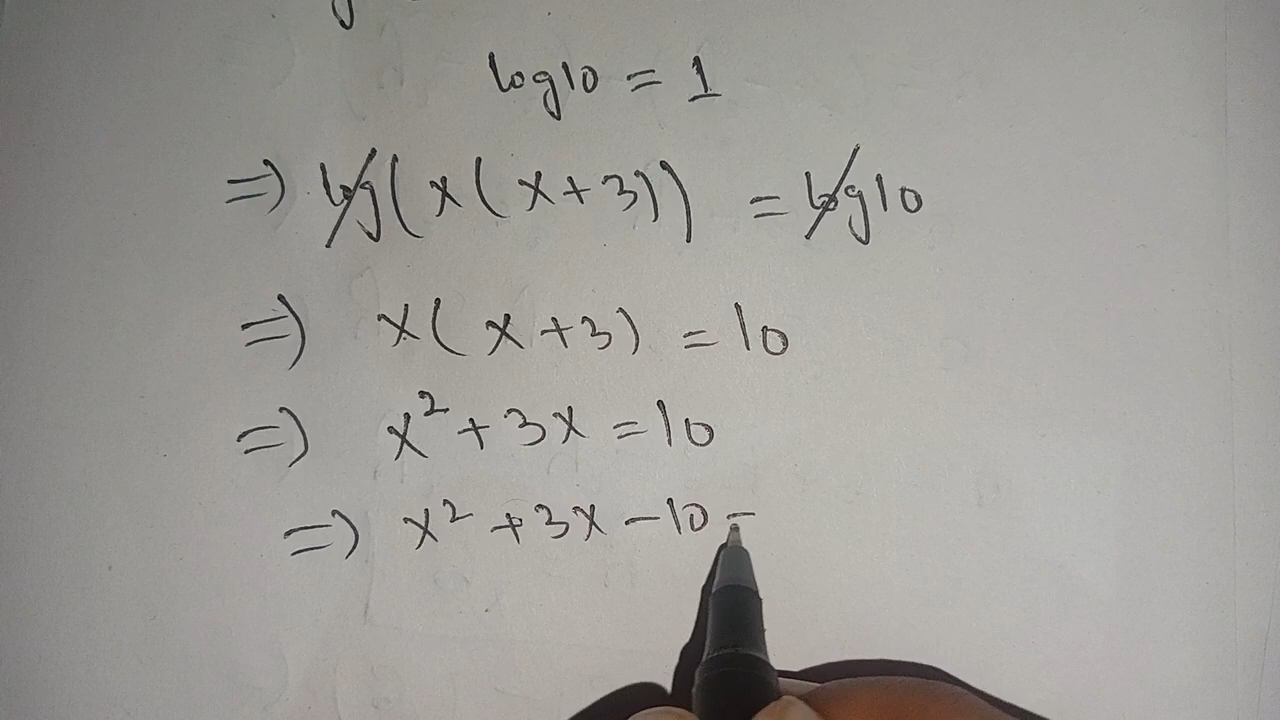 log10 = 1
=> log(x(x+3)) = log10
=> x(x+3) = 10
=> x² + 3x = 10
=> x² + 3x - 10 =